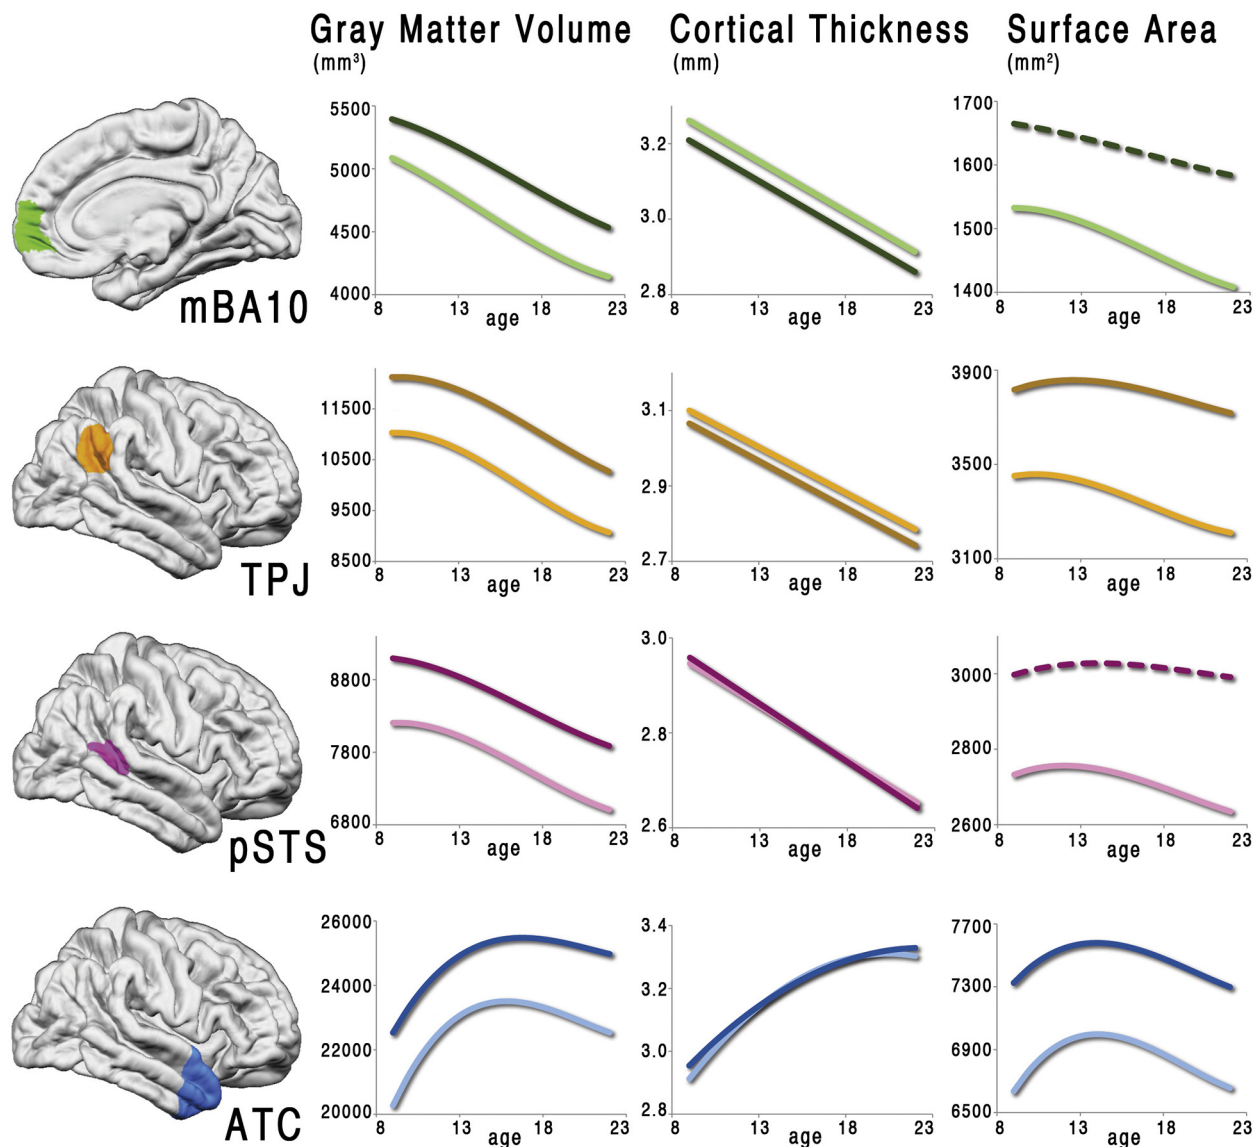 Gray Matter Volume Cortical Thickness Surface Area
(mm³) (mm) (mm²)
5500
5000
4500
4000
8 13 18 23
age
3.2
3.0
2.8
8 13 18 23
age
1700
1600
1500
1400
8 13 18 23
age
mBA10
11500
10500
9500
8500
8 13 18 23
age
3.1
2.9
2.7
8 13 18 23
age
3900
3500
3100
8 13 18 23
age
TPJ
8800
7800
6800
8 13 18 23
age
3.0
2.8
2.6
8 13 18 23
age
3000
2800
2600
8 13 18 23
age
pSTS
26000
24000
22000
20000
8 13 18 23
age
3.4
3.2
3.0
2.8
8 13 18 23
age
7700
7300
6900
6500
8 13 18 23
age
ATC